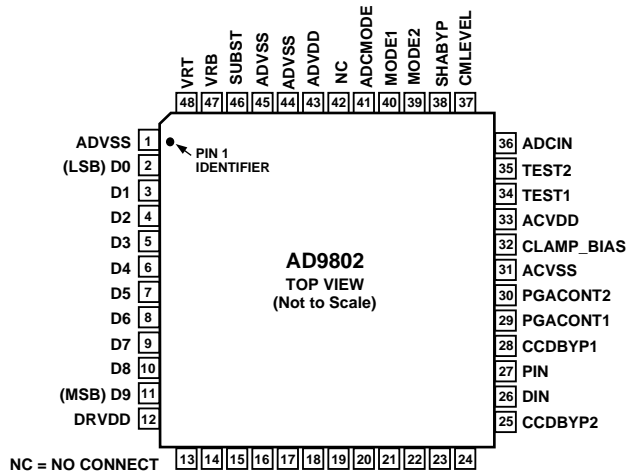 VRT
VRB
SUBST
ADVSS
ADVSS
ADVDD
NC
ADCMODE
MODE1
MODE2
SHABYP
CMLEVEL
48 47 46 45 44 43 42 41 40 39 38 37
ADVSS 1
(LSB) D0 2
D1 3
D2 4
D3 5
D4 6
D5 7
D6 8
D7 9
D8 10
(MSB) D9 11
DRVDD 12
PIN 1
IDENTIFIER
AD9802
TOP VIEW
(Not to Scale)
36 ADCIN
35 TEST2
34 TEST1
33 ACVDD
32 CLAMP_BIAS
31 ACVSS
30 PGACONT2
29 PGACONT1
28 CCDBYP1
27 PIN
26 DIN
25 CCDBYP2
NC = NO CONNECT
13 14 15 16 17 18 19 20 21 22 23 24